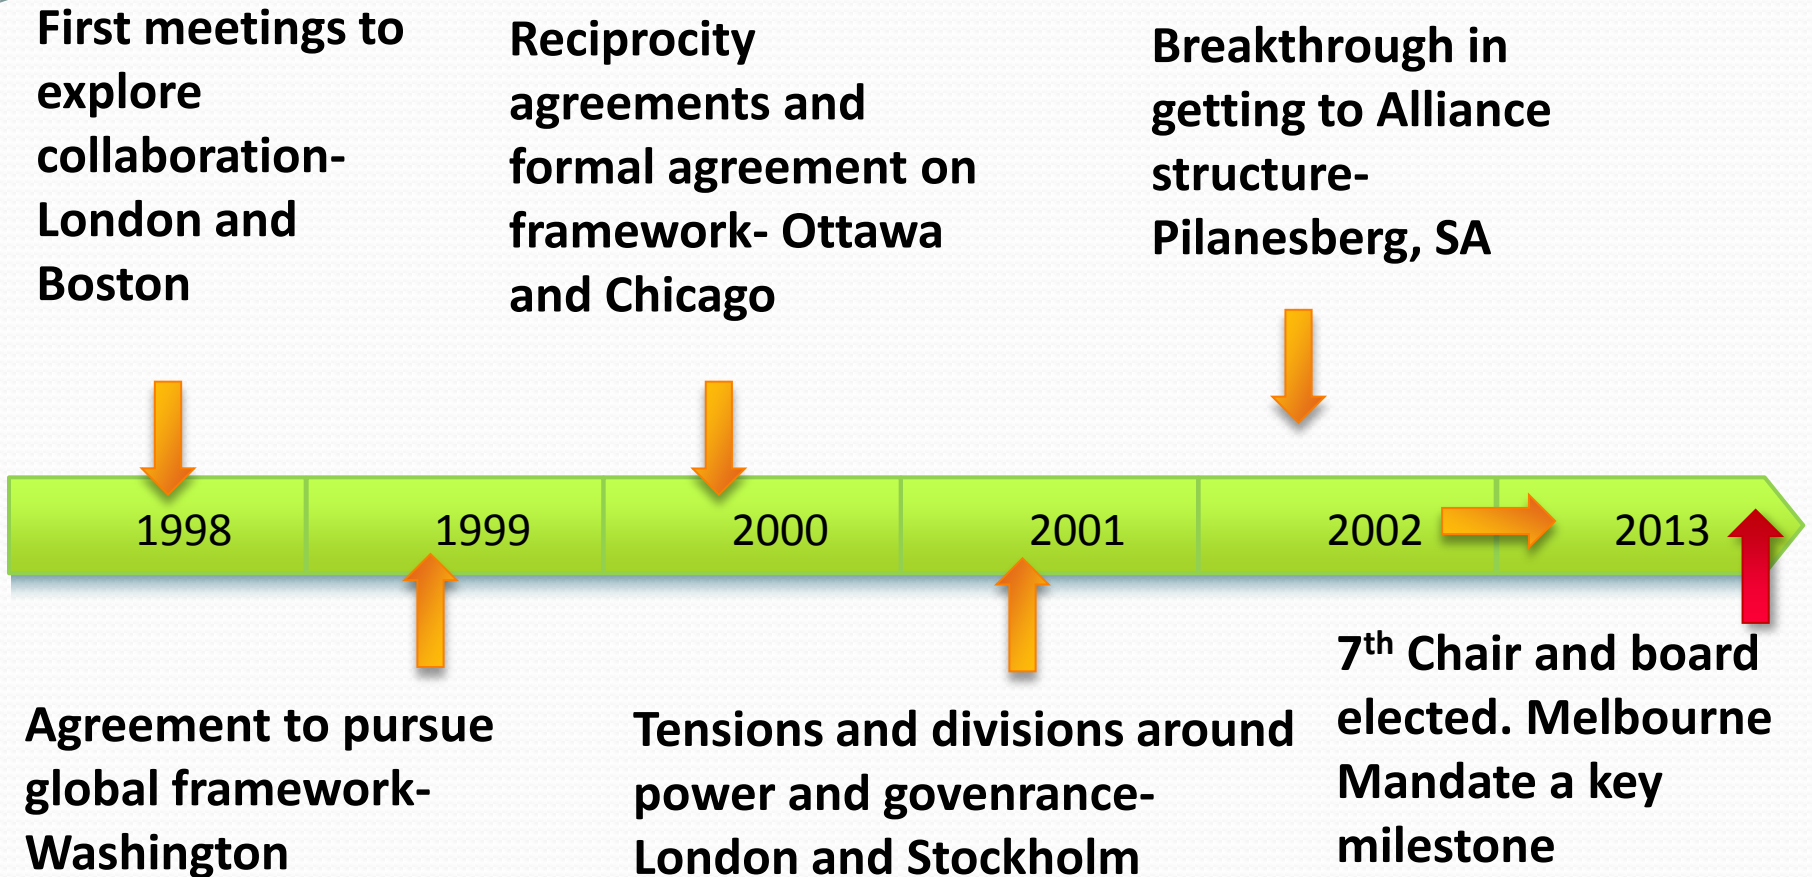 First meetings to
explore
collaboration-
London and
Boston
Reciprocity
agreements and
formal agreement on
framework- Ottawa
and Chicago
Breakthrough in
getting to Alliance
structure-
Pilanesberg, SA
1998
1999
2000
2001
2002
2013
Agreement to pursue
global framework-
Washington
Tensions and divisions around
power and govenrance-
London and Stockholm
7th Chair and board
elected. Melbourne
Mandate a key
milestone